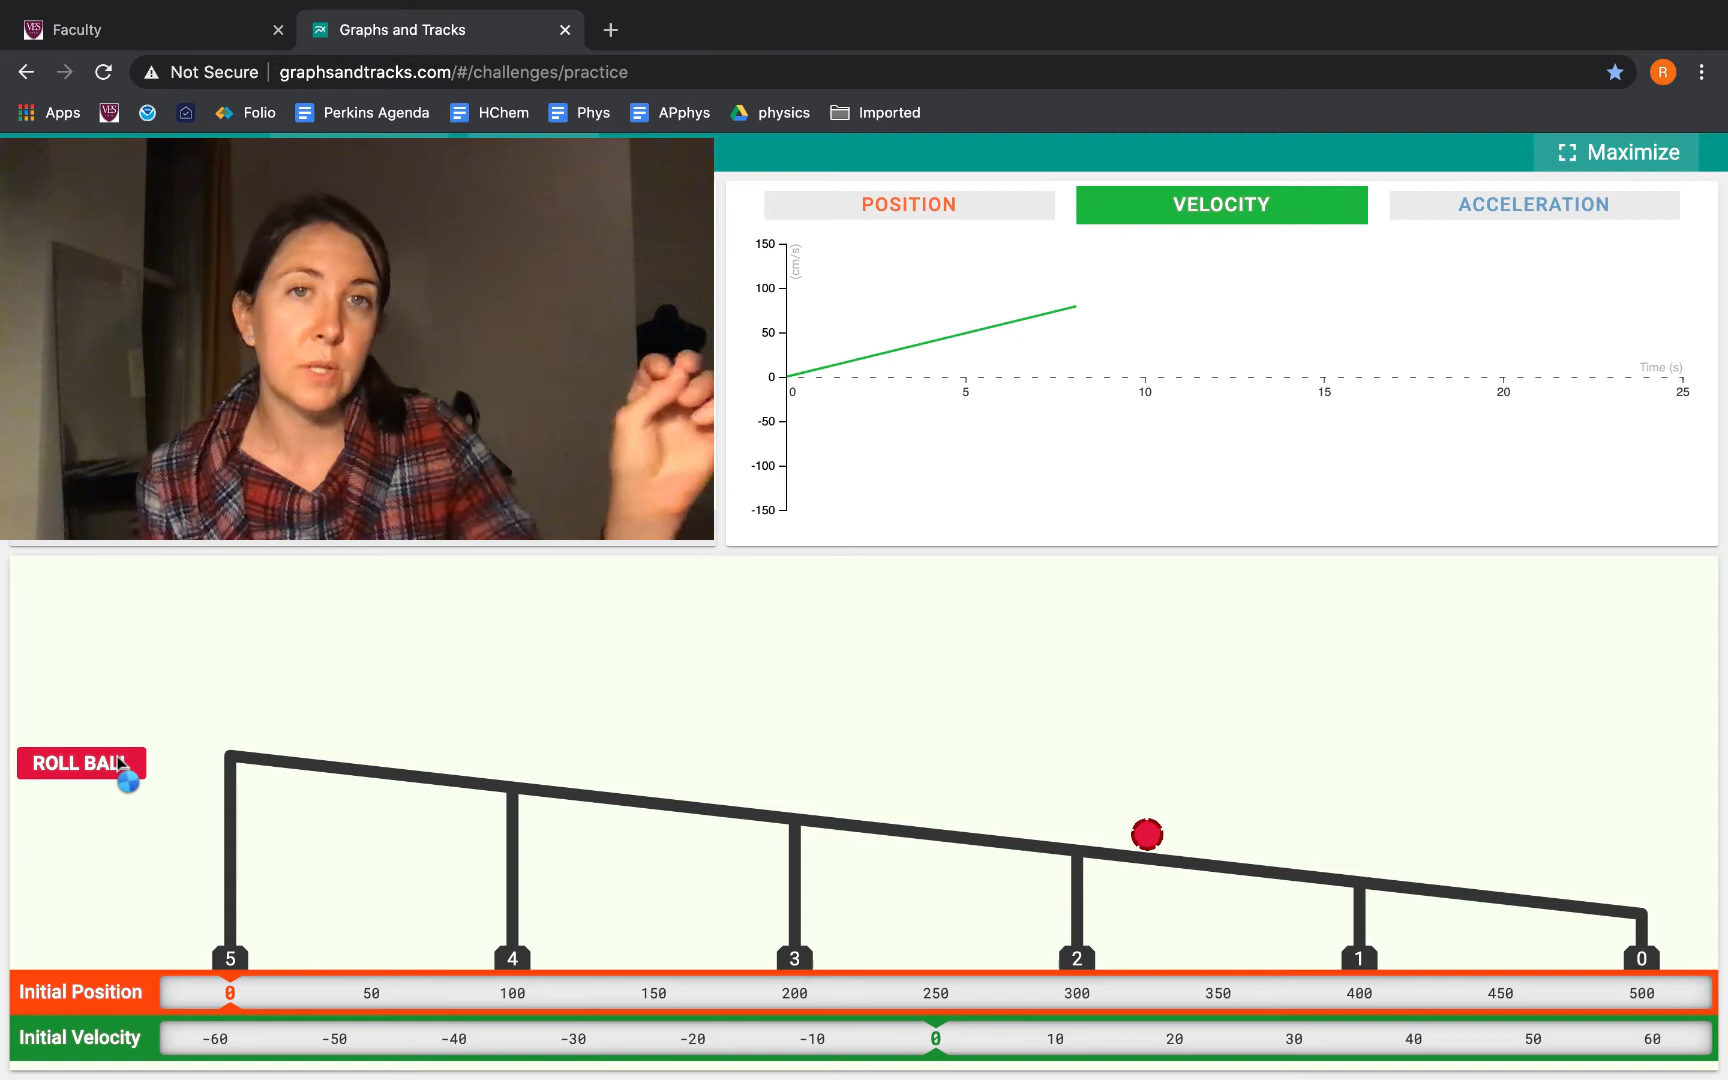 Faculty
Graphs and Tracks
Not Secure graphsandtracks.com/#/challenges/practice
R
Apps VES Folio Perkins Agenda HChem Phys APphys physics Imported
Maximize
POSITION VELOCITY ACCELERATION
150
(cm/s)
100
50
Time (s)
0
0 5 10 15 20 25
-50
-100
-150
ROLL BALL
5 4 3 2 1 0
Initial Position 0 50 100 150 200 250 300 350 400 450 500
Initial Velocity -60 -50 -40 -30 -20 -10 0 10 20 30 40 50 60